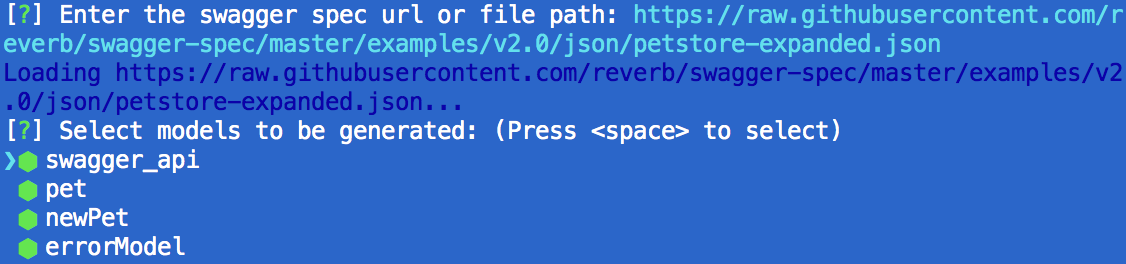 [?] Enter the swagger spec url or file path: https://raw.githubusercontent.com/r
everb/swagger-spec/master/examples/v2.0/json/petstore-expanded.json
Loading https://raw.githubusercontent.com/reverb/swagger-spec/master/examples/v2
.0/json/petstore-expanded.json...
[?] Select models to be generated: (Press <space> to select)
❯⬢ swagger_api
⬢ pet
⬢ newPet
⬢ errorModel